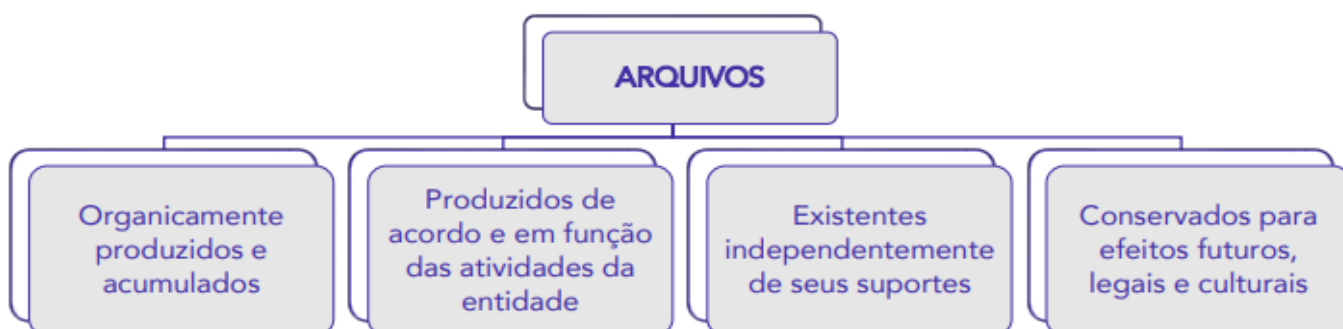 ARQUIVOS
Organicamente
produzidos e
acumulados
Produzidos de
acordo e em função
das atividades da
entidade
Existentes
independentemente
de seus suportes
Conservados para
efeitos futuros,
legais e culturais